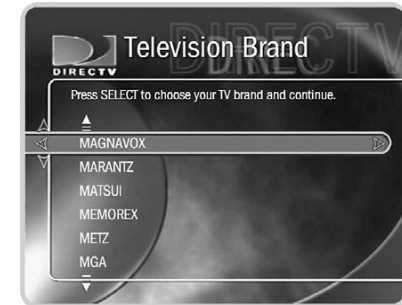 DIRECTV
Television Brand
DIRECTV
Press SELECT to choose your TV brand and continue.
MAGNAVOX
MARANTZ
MATSUI
MEMOREX
METZ
MGA